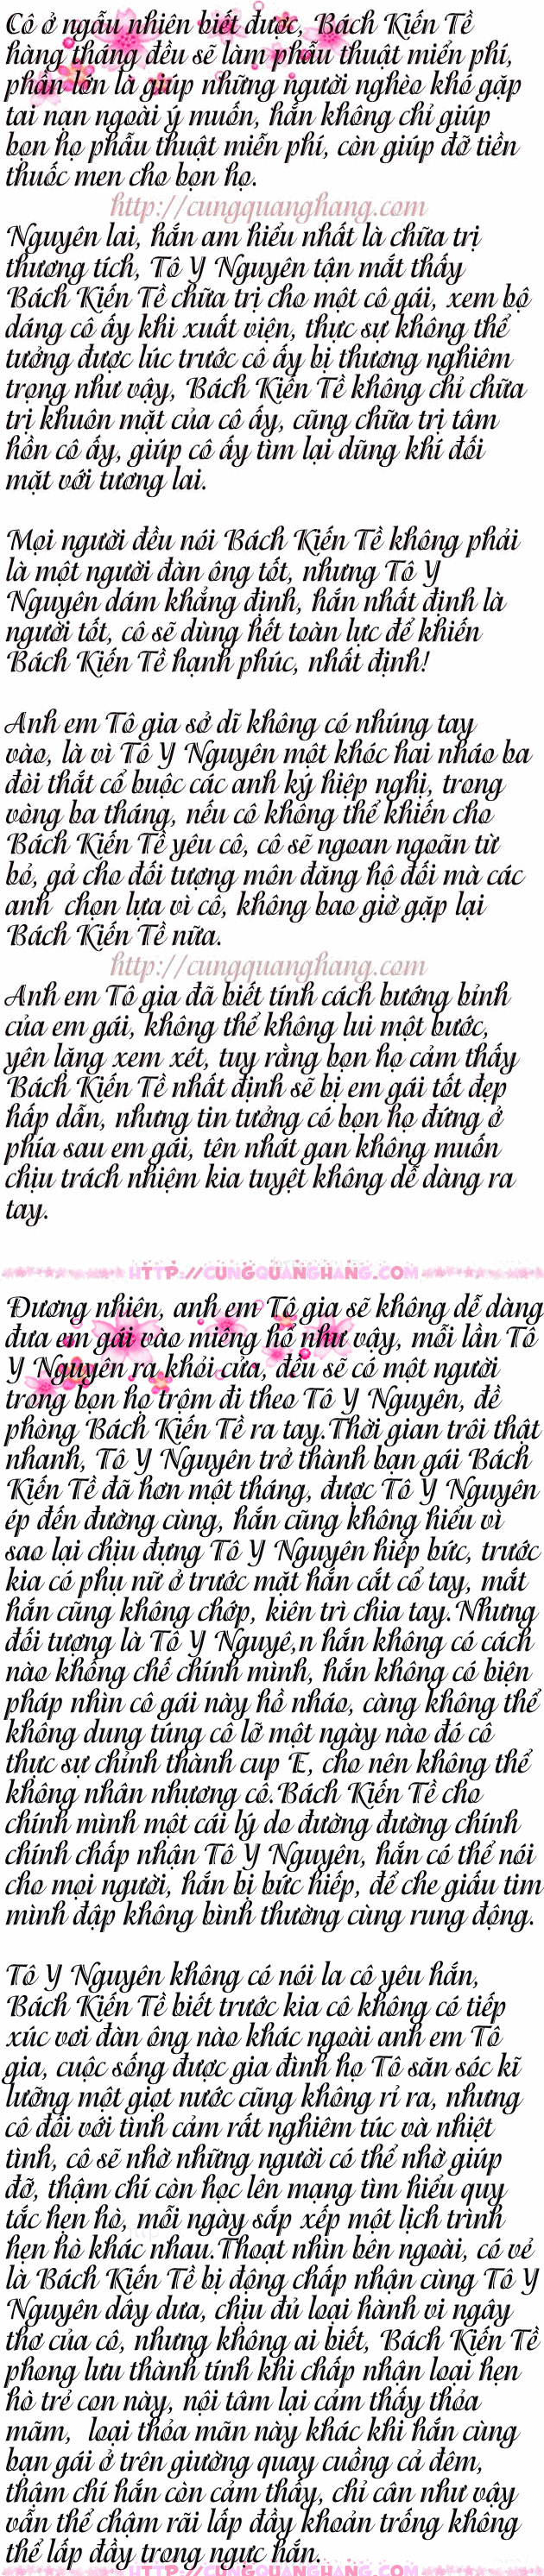 Cô ở ngẫu nhiên biết được, Bách Kiến Tề
hàng tháng đều sẽ làm phẫu thuật miển phí,
phần lớn là giúp những người nghèo khó gặp
tai nạn ngoài ý muốn, hắn không chỉ giúp
bọn họ phẫu thuật miễn phí, còn giúp đỡ tiền
thuốc men cho bọn họ.
http://cungquanghang.com
Nguyên lai, hắn am hiểu nhất là chữa trị
thương tích, Tô Y Nguyên tận mắt thấy
Bách Kiến Tề chữa trị cho một cô gái, xem bộ
dáng cô ấy khi xuất viện, thực sự không thể
tưởng được lúc trước cô ấy bị thương nghiêm
trọng như vậy, Bách Kiến Tề không chỉ chữa
trị khuôn mặt của cô ấy, cũng chữa trị tâm
hồn cô ấy, giúp cô ấy tìm lại dũng khí đối
mặt với tương lai.
Mọi người đều nói Bách Kiến Tề không phải
là một người đàn ông tốt, nhưng Tô Y
Nguyên dám khẳng định, hắn nhất định là
người tốt, cô sẽ dùng hết toàn lực để khiến
Bách Kiến Tề hạnh phúc, nhất định!
Anh em Tô gia sở dĩ không có nhúng tay
vào, là vì Tô Y Nguyên một khóc hai nháo ba
đòi thắt cổ buộc các anh ký hiệp nghị, trong
vòng ba tháng, nếu cô không thể khiến cho
Bách Kiến Tề yêu cô, cô sẽ ngoan ngoãn từ
bỏ, gả cho đối tượng môn đăng hộ đối mà các
anh chọn lựa vì cô, không bao giờ gặp lại
Bách Kiến Tề nữa.
http://cungquanghang.com
Anh em Tô gia đã biết tính cách bướng bỉnh
của em gái, không thể không lui một bước,
yên lặng xem xét, tuy rằng bọn họ cảm thấy
Bách Kiến Tề nhất định sẽ bị em gái tốt đẹp
hấp dẫn, nhưng tin tưởng có bọn họ đứng ở
phía sau em gái, tên nhát gan không muốn
chịu trách nhiệm kia tuyệt không dễ dàng ra
tay.
HTTP://CUNGQUANGHANG.COM
Đương nhiên, anh em Tô gia sẽ không dễ dàng
đưa em gái vào miệng hổ như vậy, mỗi lần Tô
Y Nguyên ra khỏi cửa, đều sẽ có một người
trong bọn họ trộm đi theo Tô Y Nguyên, đề
phòng Bách Kiến Tề ra tay.Thời gian trôi thật
nhanh, Tô Y Nguyên trở thành bạn gái Bách
Kiến Tề đã hơn một tháng, được Tô Y Nguyên
ép đến đường cùng, hắn cũng không hiểu vì
sao lại chịu đựng Tô Y Nguyên hiếp bức, trước
kia có phụ nữ ở trước mặt hắn cắt cổ tay, mắt
hắn cũng không chớp, kiên trì chia tay.Nhưng
đối tượng là Tô Y Nguyê,n hắn không có cách
nào khống chế chính mình, hắn không có biện
pháp nhìn cô gái này hồ nháo, càng không thể
không dung túng cô lỡ một ngày nào đó cô
thực sự chỉnh thành cup E, cho nên không thể
không nhân nhượng cô.Bách Kiến Tề cho
chính mình một cái lý do đường đường chính
chính chấp nhận Tô Y Nguyên, hắn có thể nói
cho mọi người, hắn bị bức hiếp, để che giấu tim
mình đập không bình thường cùng rung động.
Tô Y Nguyên không có nói la cô yêu hắn,
Bách Kiến Tề biết trước kia cô không có tiếp
xúc vơi đàn ông nào khác ngoài anh em Tô
gia, cuộc sống được gia đình họ Tô săn sóc kĩ
lưỡng một giọt nước cũng không rỉ ra, nhưng
cô đối với tình cảm rất nghiêm túc và nhiệt
tình, cô sẽ nhờ những người có thể nhờ giúp
đỡ, thậm chí còn học lên mạng tìm hiểu quy
tắc hẹn hò, mỗi ngày sắp xếp một lịch trình
hẹn hò khác nhau.Thoạt nhìn bên ngoài, có vẻ
là Bách Kiến Tề bị động chấp nhận cùng Tô Y
Nguyên dây dưa, chịu đủ loại hành vi ngây
thơ của cô, nhưng không ai biết, Bách Kiến Tề
phong lưu thành tính khi chấp nhận loại hẹn
hò trẻ con này, nội tâm lại cảm thấy thỏa
mãm, loại thỏa mãn này khác khi hắn cùng
bạn gái ở trên giường quay cuồng cả đêm,
thậm chí hắn còn cảm thấy, chỉ cân như vậy
vẫn thể chậm rãi lấp đầy khoản trống không
thể lấp đầy trong ngực hắn.
HTTP://CUNGQUANGHANG.COM